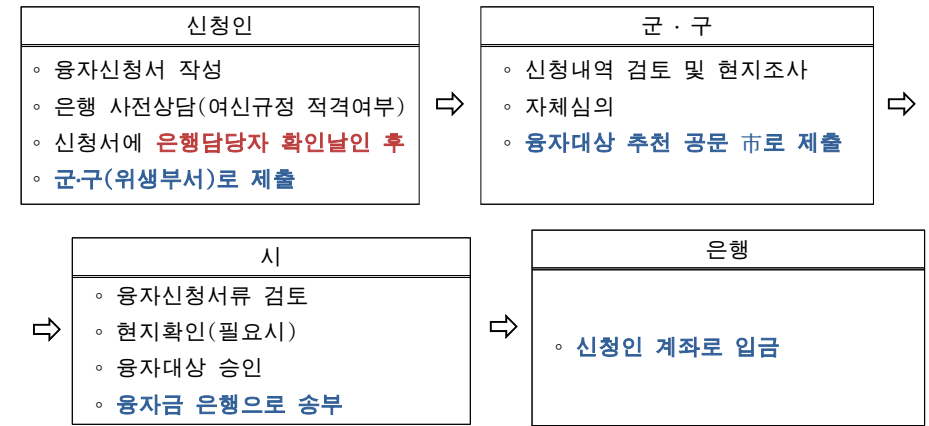 신청인
◦ 융자신청서 작성
◦ 은행 사전상담(여신규정 적격여부)
◦ 신청서에 은행담당자 확인날인 후
◦ 군·구(위생부서)로 제출
⇨
군 · 구
◦ 신청내역 검토 및 현지조사
◦ 자체심의
◦ 융자대상 추천 공문 市로 제출
⇨
⇨
시
◦ 융자신청서류 검토
◦ 현지확인(필요시)
◦ 융자대상 승인
◦ 융자금 은행으로 송부
⇨
은행
◦ 신청인 계좌로 입금